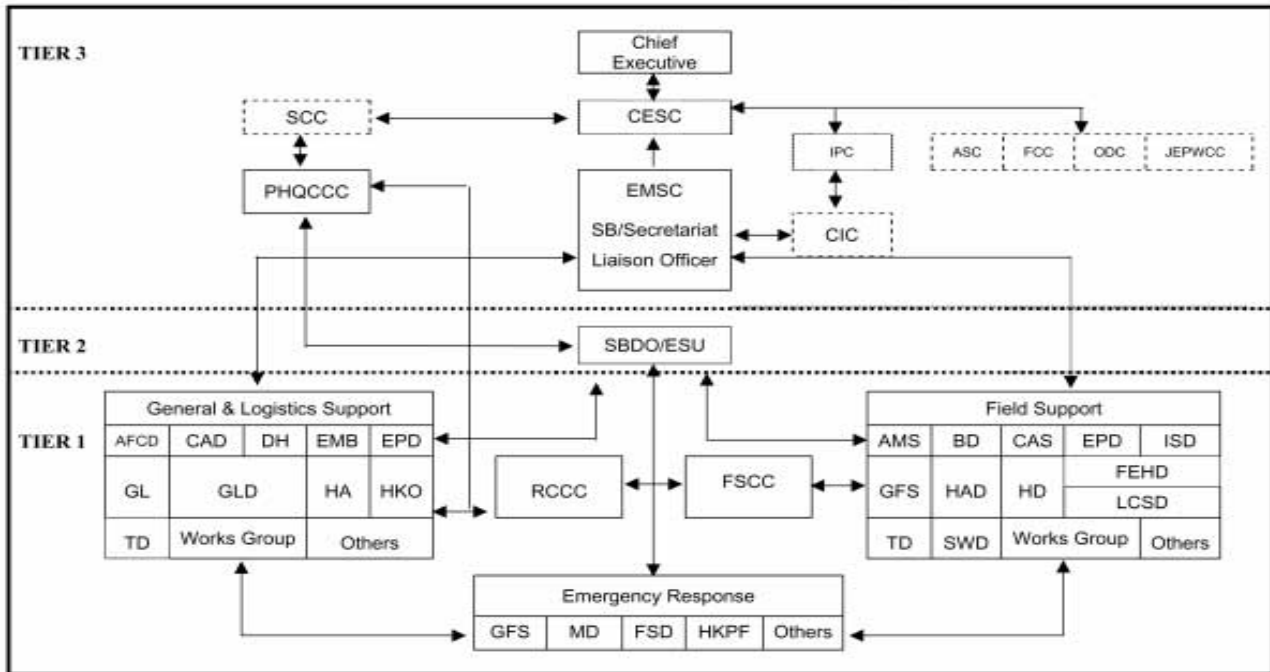 TIER 3
Chief
Executive
SCC
CESC
IPC
ASC FCC ODC JEPWCC
PHQCCC
EMSC
SB/Secretariat
Liaison Officer
CIC
TIER 2
SBDO/ESU
TIER 1
General & Logistics Support
AFCD CAD DH EMB EPD
GL GLD HA HKO
TD Works Group Others
RCCC
FSCC
Field Support
AMS BD CAS EPD ISD
GFS HAD HD FEHD
LCSD
TD SWD Works Group Others
Emergency Response
GFS MD FSD HKPF Others